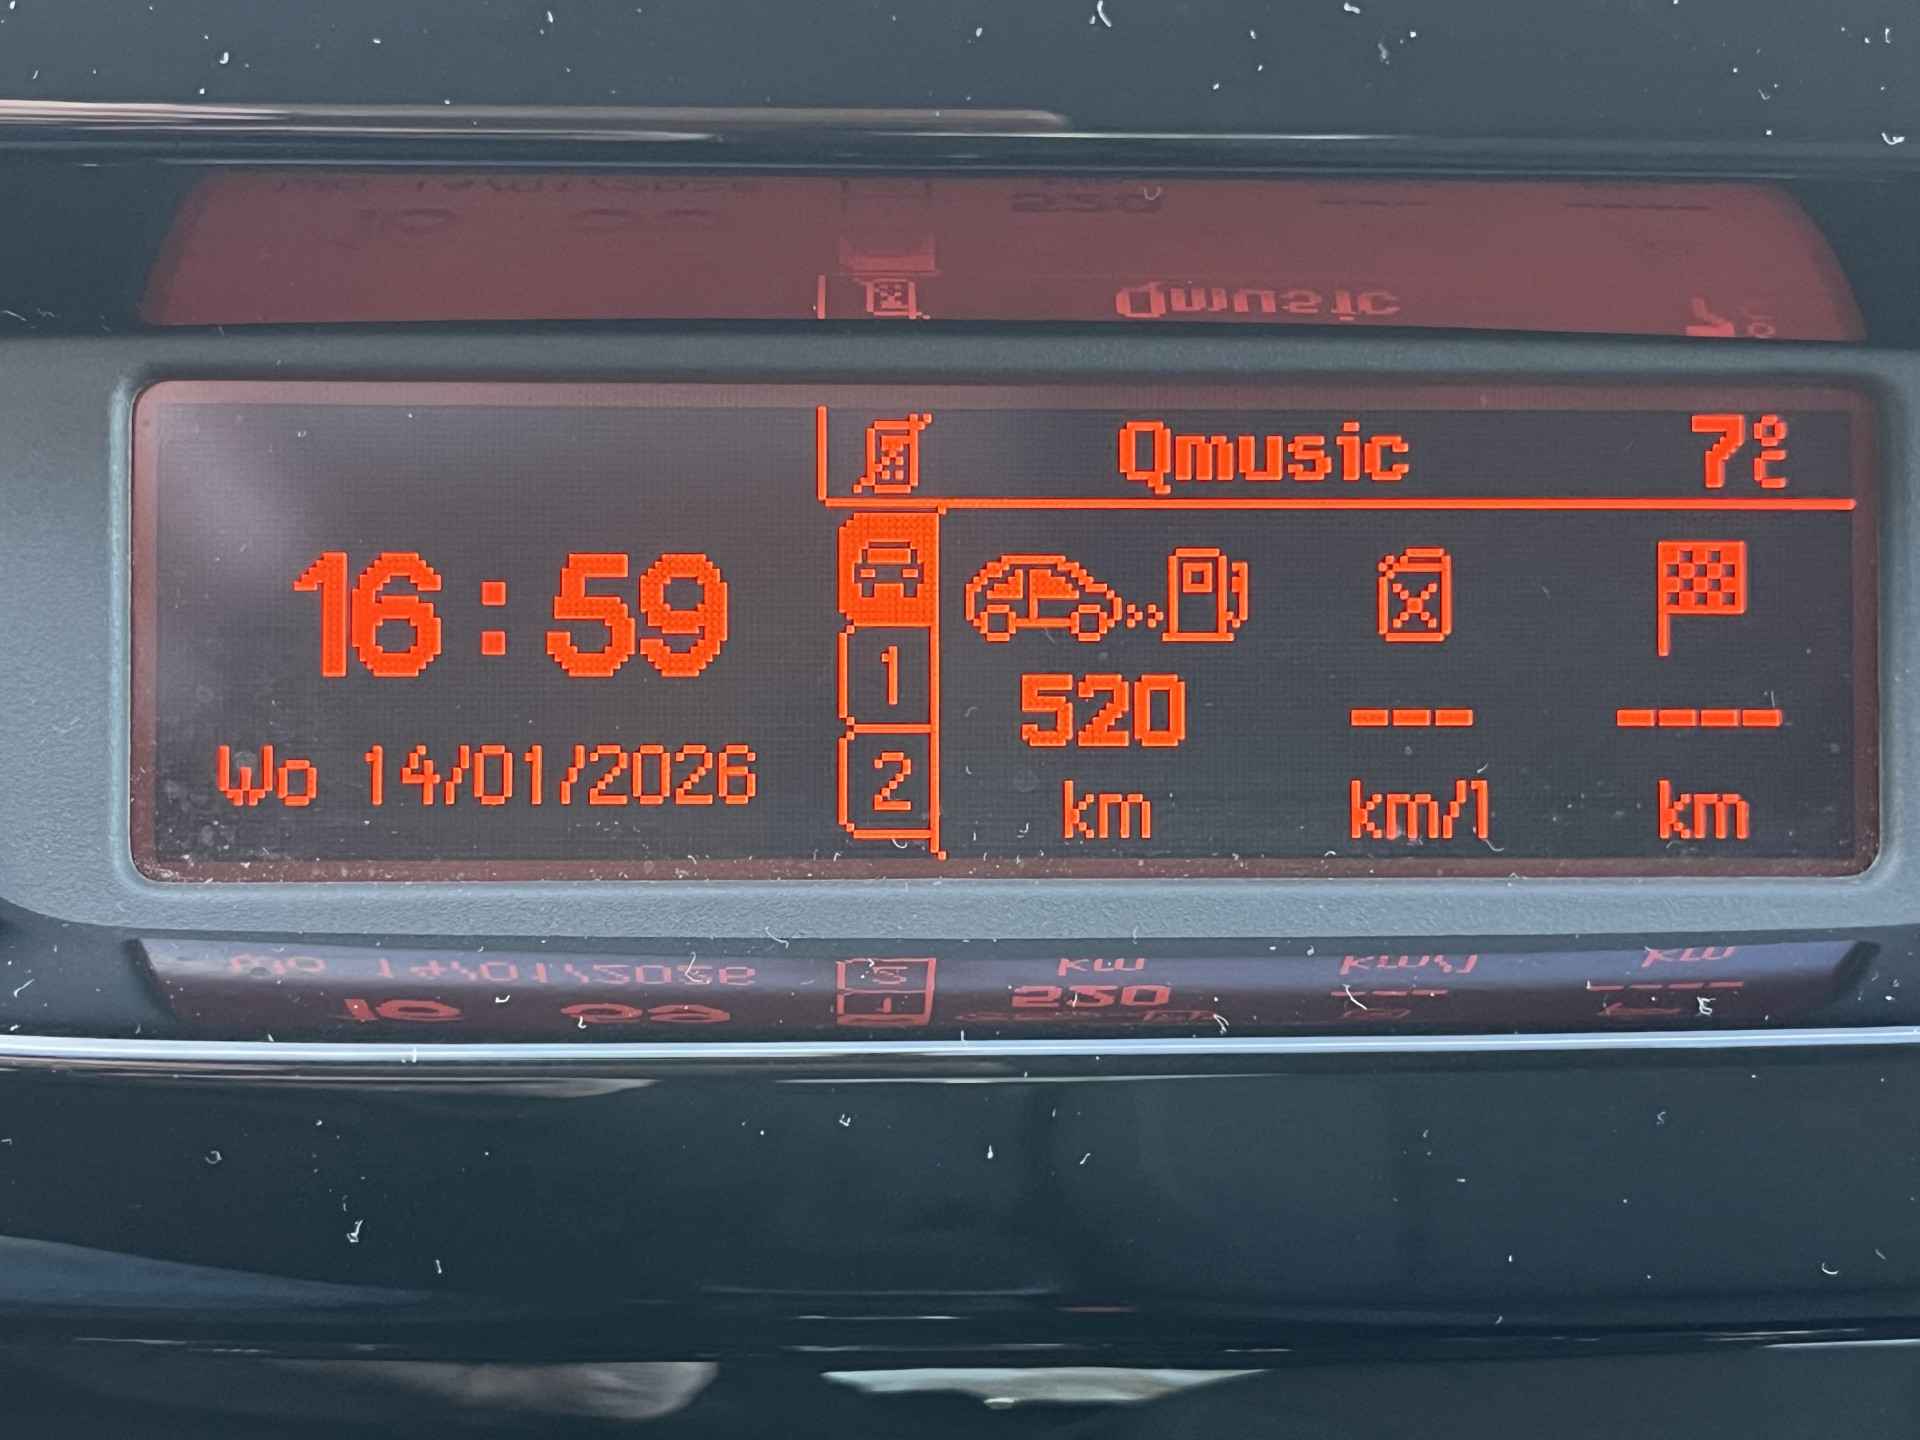 Qmusic 7°C
16:59
Wo 14/01/2026
1
2
520 --- ----
km km/l km